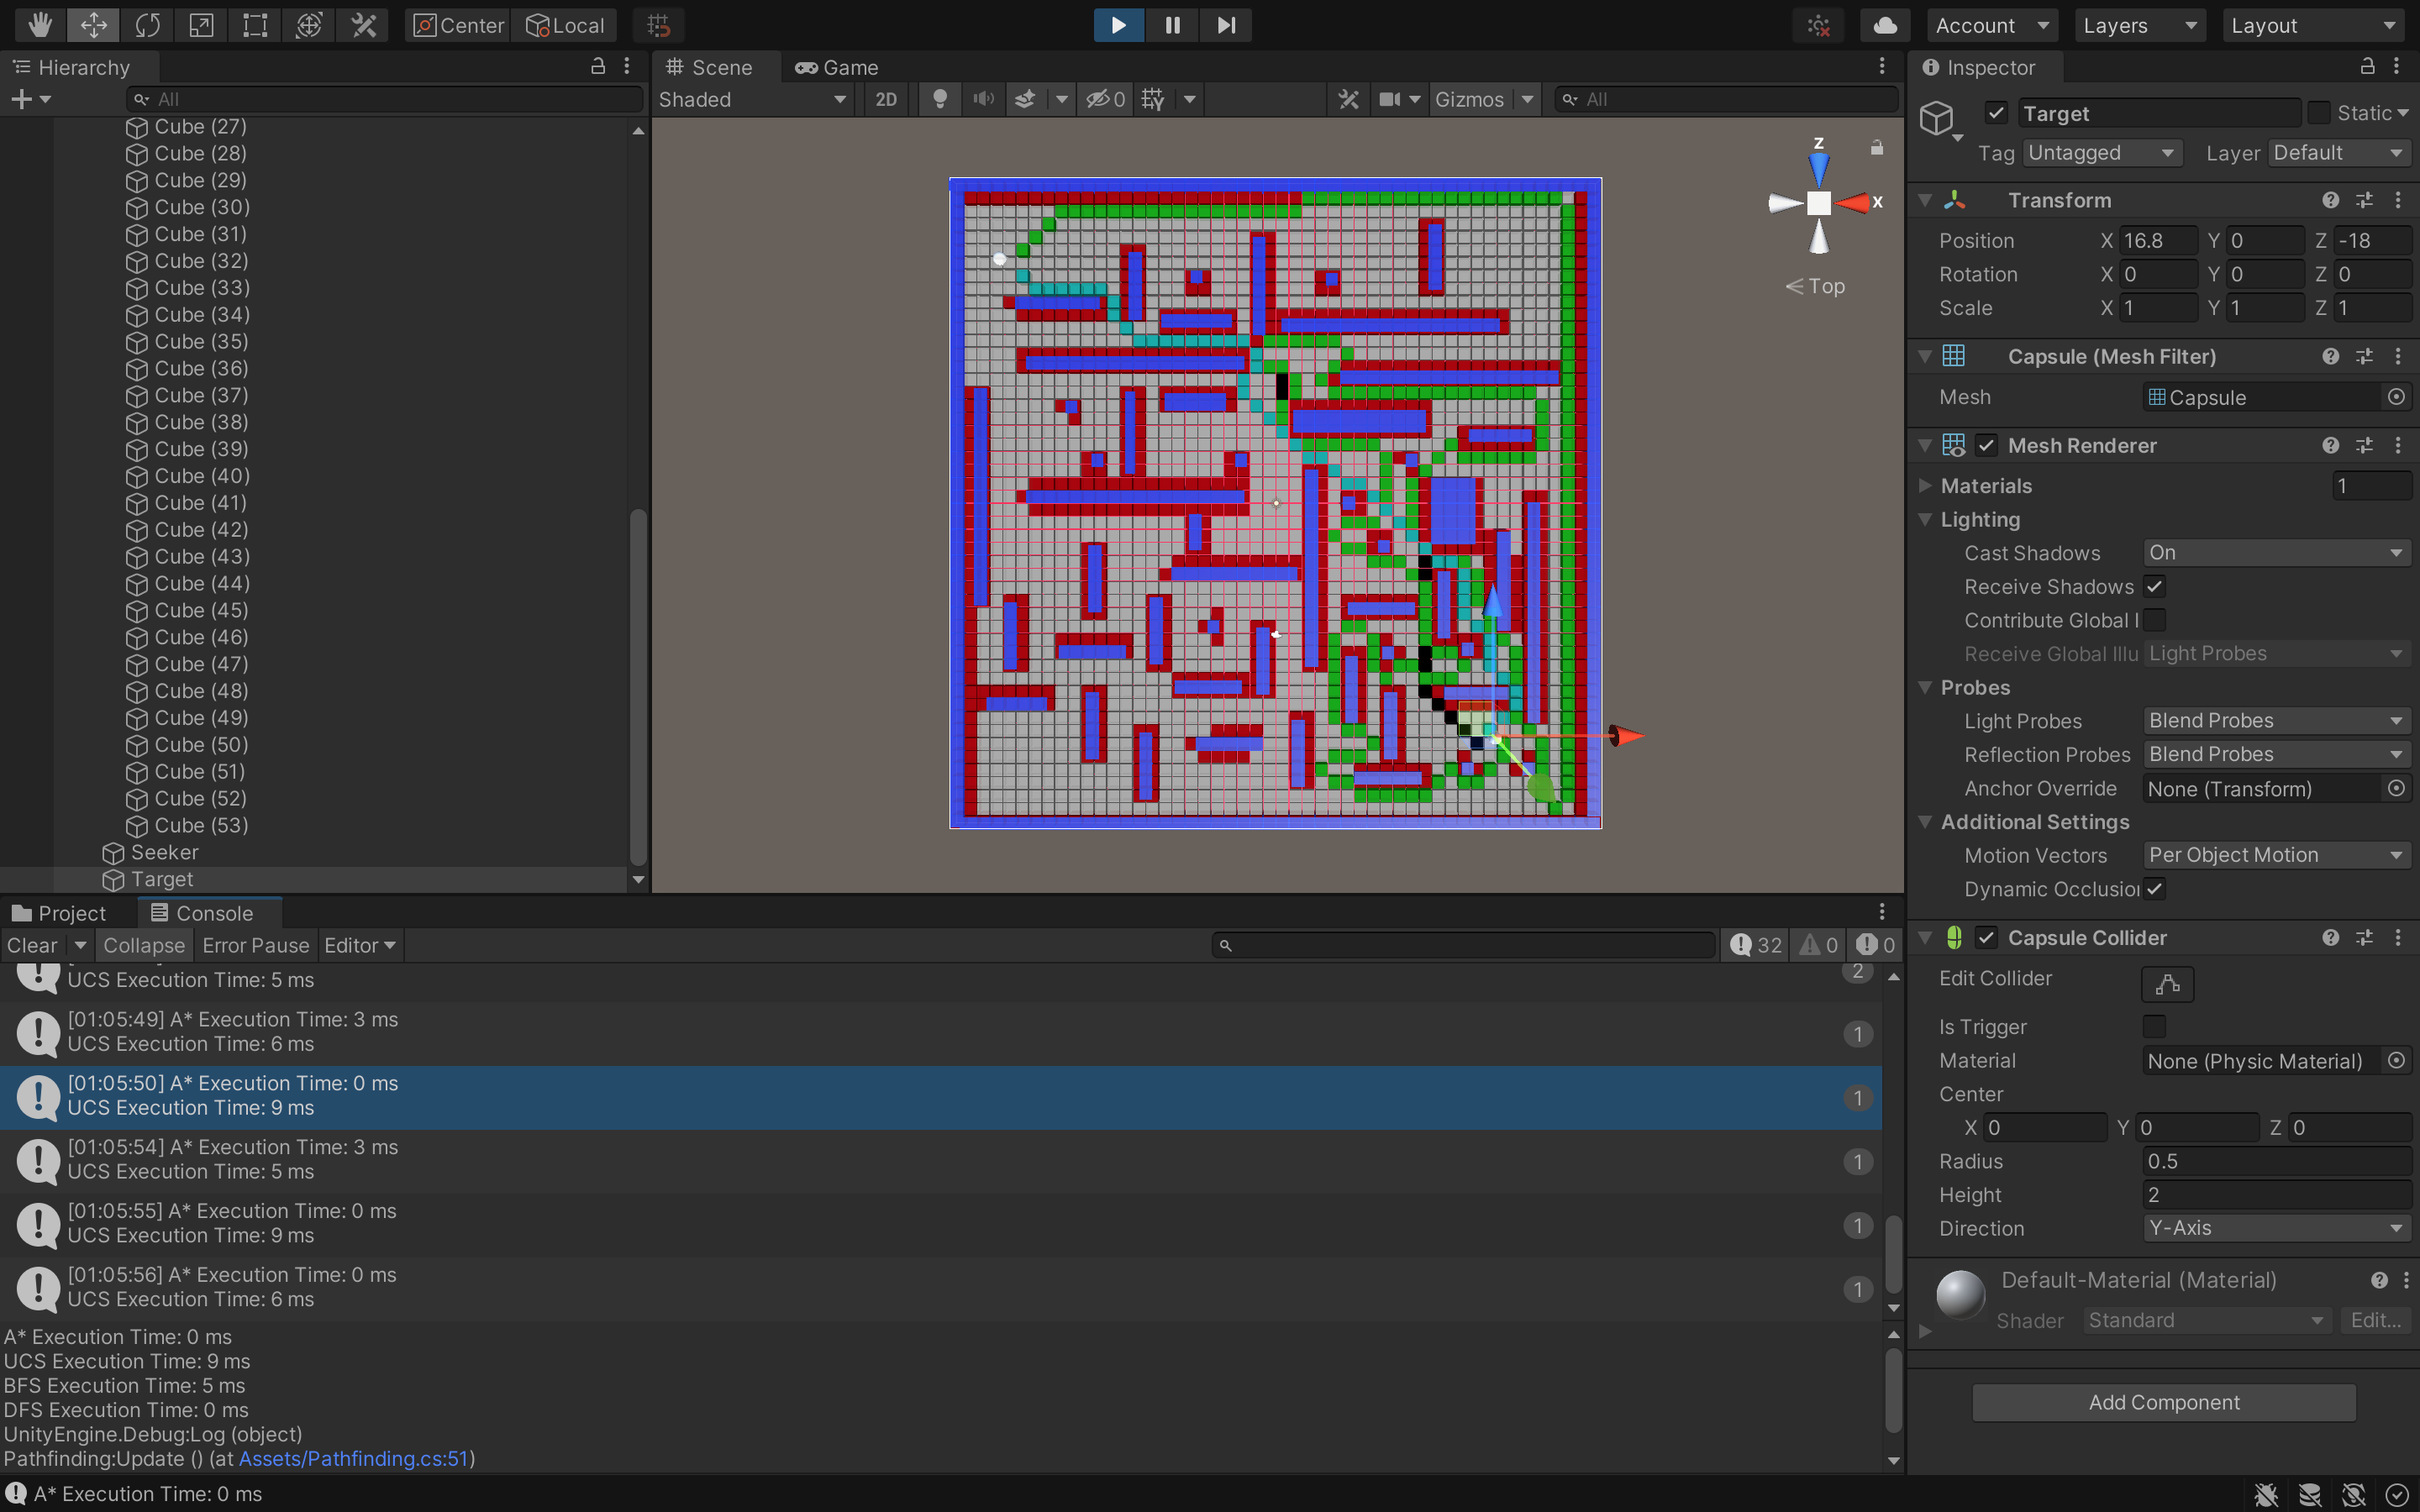 Center
Local
Account
Layers
Layout
Hierarchy
All
Cube (27)
Cube (28)
Cube (29)
Cube (30)
Cube (31)
Cube (32)
Cube (33)
Cube (34)
Cube (35)
Cube (36)
Cube (37)
Cube (38)
Cube (39)
Cube (40)
Cube (41)
Cube (42)
Cube (43)
Cube (44)
Cube (45)
Cube (46)
Cube (47)
Cube (48)
Cube (49)
Cube (50)
Cube (51)
Cube (52)
Cube (53)
Seeker
Target
Scene
Game
Shaded
2D
0
Gizmos
All
z
x
Top
Project
Console
Clear
Collapse
Error Pause
Editor
32
0
0
UCS Execution Time: 5 ms
2
[01:05:49] A* Execution Time: 3 ms
UCS Execution Time: 6 ms
1
[01:05:50] A* Execution Time: 0 ms
UCS Execution Time: 9 ms
1
[01:05:54] A* Execution Time: 3 ms
UCS Execution Time: 5 ms
1
[01:05:55] A* Execution Time: 0 ms
UCS Execution Time: 9 ms
1
[01:05:56] A* Execution Time: 0 ms
UCS Execution Time: 6 ms
1
A* Execution Time: 0 ms
UCS Execution Time: 9 ms
BFS Execution Time: 5 ms
DFS Execution Time: 0 ms
UnityEngine.Debug:Log (object)
Pathfinding:Update () (at Assets/Pathfinding.cs:51)
A* Execution Time: 0 ms
Inspector
Target
Static
Tag Untagged
Layer Default
Transform
Position X 16.8 Y 0 Z -18
Rotation X 0 Y 0 Z 0
Scale X 1 Y 1 Z 1
Capsule (Mesh Filter)
Mesh Capsule
Mesh Renderer
Materials 1
Lighting
Cast Shadows On
Receive Shadows
Contribute Global I
Receive Global Illu Light Probes
Probes
Light Probes Blend Probes
Reflection Probes Blend Probes
Anchor Override None (Transform)
Additional Settings
Motion Vectors Per Object Motion
Dynamic Occlusion
Capsule Collider
Edit Collider
Is Trigger
Material None (Physic Material)
Center
X 0 Y 0 Z 0
Radius 0.5
Height 2
Direction Y-Axis
Default-Material (Material)
Shader Standard Edit...
Add Component